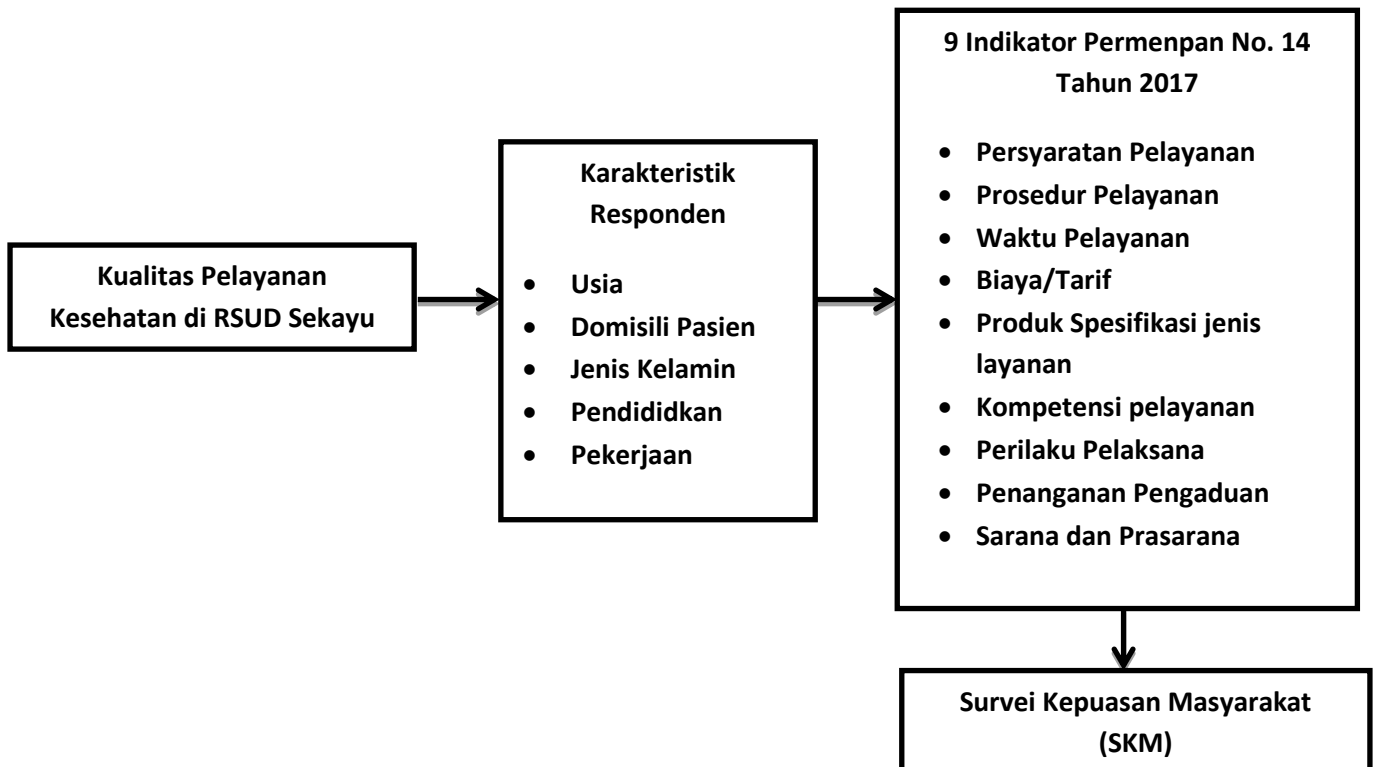 Kualitas Pelayanan
Kesehatan di RSUD Sekayu
Karakteristik
Responden
• Usia
• Domisili Pasien
• Jenis Kelamin
• Pendididkan
• Pekerjaan
9 Indikator Permenpan No. 14
Tahun 2017
• Persyaratan Pelayanan
• Prosedur Pelayanan
• Waktu Pelayanan
• Biaya/Tarif
• Produk Spesifikasi jenis
layanan
• Kompetensi pelayanan
• Perilaku Pelaksana
• Penanganan Pengaduan
• Sarana dan Prasarana
Survei Kepuasan Masyarakat
(SKM)